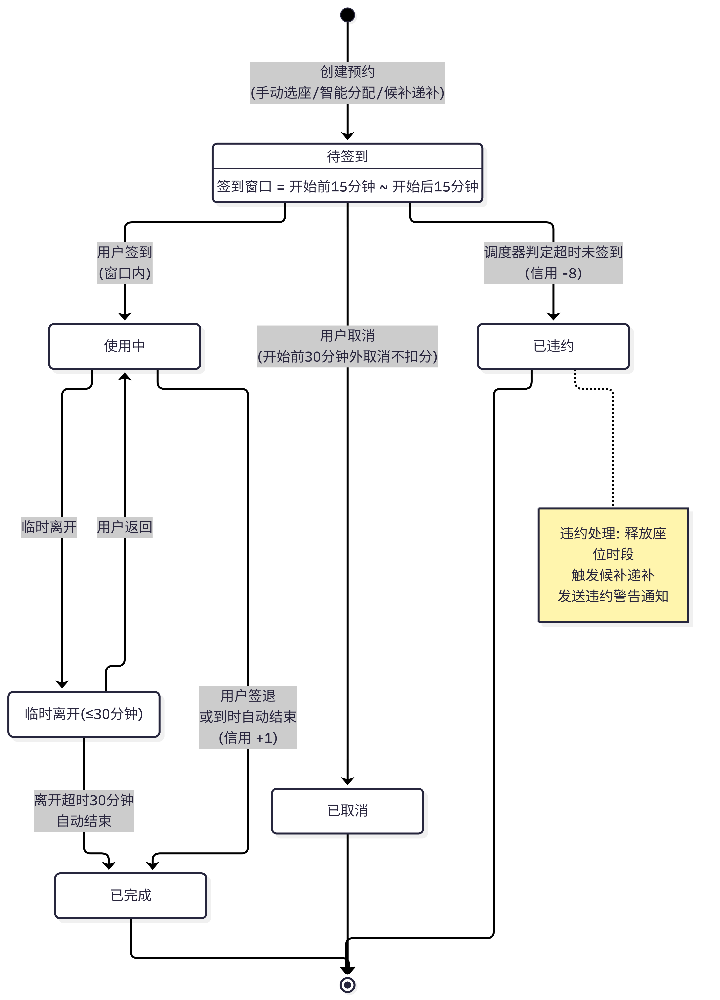 创建预约
(手动选座/智能分配/候补递补)
待签到
签到窗口 = 开始前15分钟 ~ 开始后15分钟
用户签到
(窗口内)
调度器判定超时未签到
(信用 -8)
使用中
用户取消
(开始前30分钟外取消不扣分)
已违约
临时离开
用户返回
违约处理: 释放座
位时段
触发候补递补
发送违约警告通知
临时离开(≤30分钟)
用户签退
或到时自动结束
(信用 +1)
离开超时30分钟
自动结束
已取消
已完成